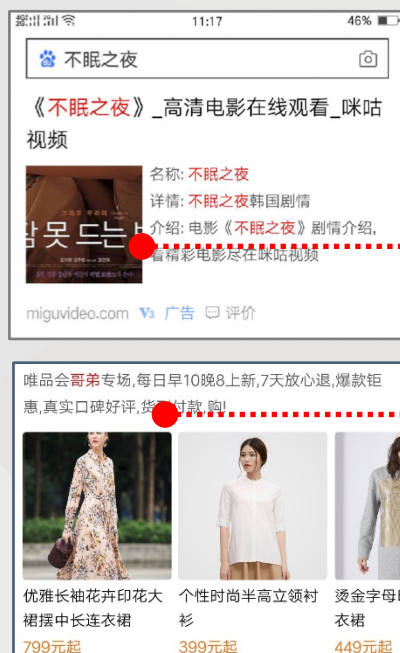 11:17
46%
不眠之夜
《不眠之夜》_高清电影在线观看_咪咕
视频
名称: 不眠之夜
详情: 不眠之夜韩国剧情
介绍: 电影《不眠之夜》剧情介绍,
看精彩电影尽在咪咕视频
잠 못 드는 밤
miguvideo.com V3 广告 评价
唯品会哥弟专场,每日早10晚8上新,7天放心退,爆款钜
惠,真实口碑好评,货到付款,购!
优雅长袖花卉印花大
裙摆中长连衣裙
799元起
个性时尚半高立领衬
衫
399元起
烫金字母
衣裙
449元起